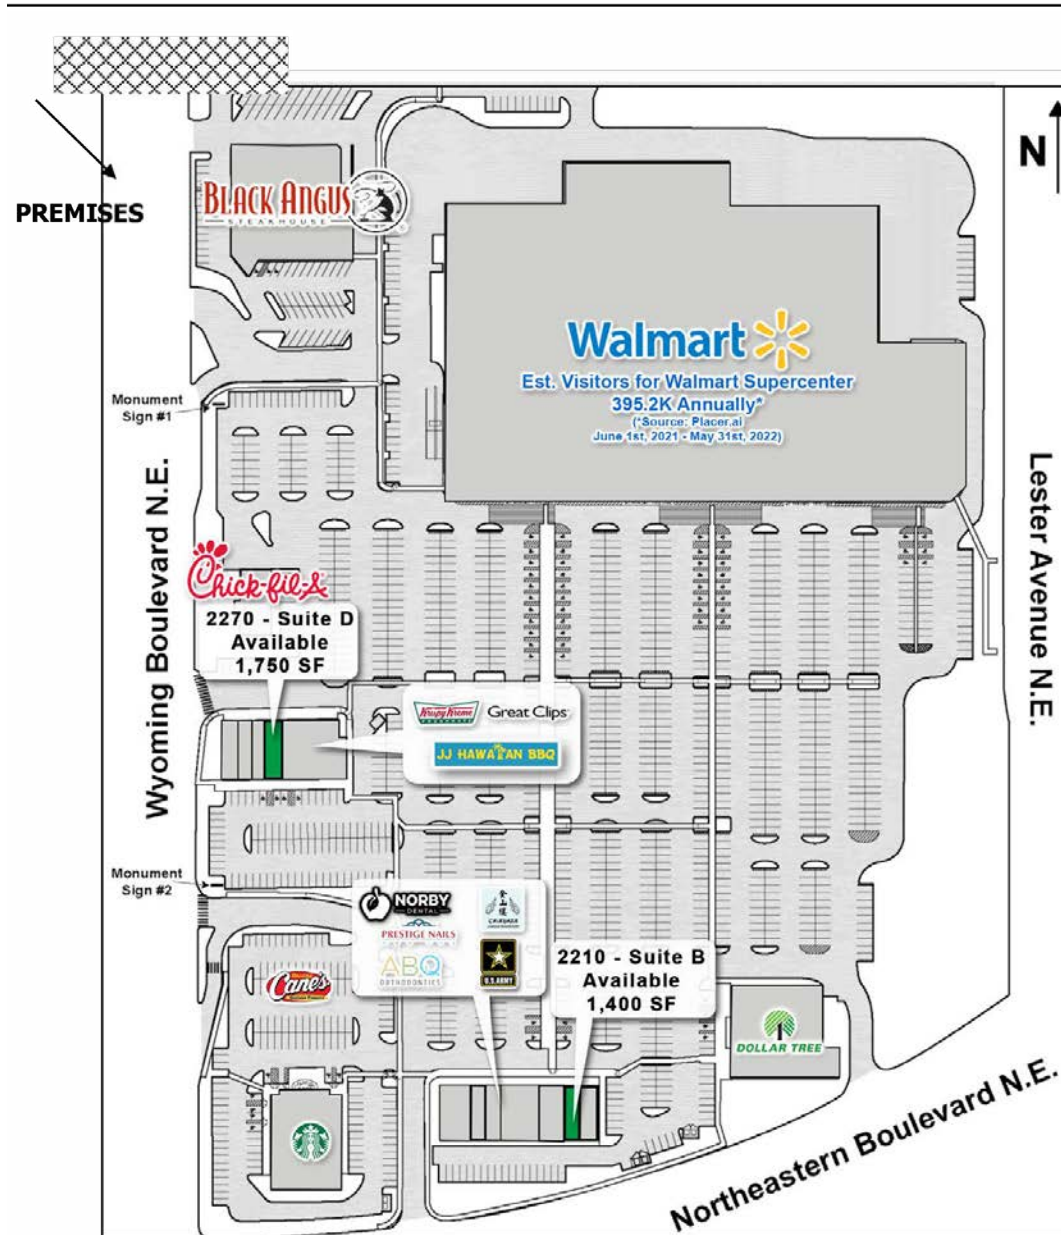 N
PREMISES
BLACK ANGUS
STEAKHOUSE
Walmart
Est. Visitors for Walmart Supercenter
395.2K Annually*
(*Source: Placer.ai
June 1st, 2021 - May 31st, 2022)
Monument
Sign #1
Wyoming Boulevard N.E.
Lester Avenue N.E.
Chick-fil-A
2270 - Suite D
Available
1,750 SF
Krispy Kreme
Great Clips
JJ HAWAIIAN BBQ
Monument
Sign #2
NORBY
DENTAL
PRESTIGE NAILS
ABQ
ORTHODONTICS
U.S.ARMY
2210 - Suite B
Available
1,400 SF
Cane's
DOLLAR TREE
Northeastern Boulevard N.E.